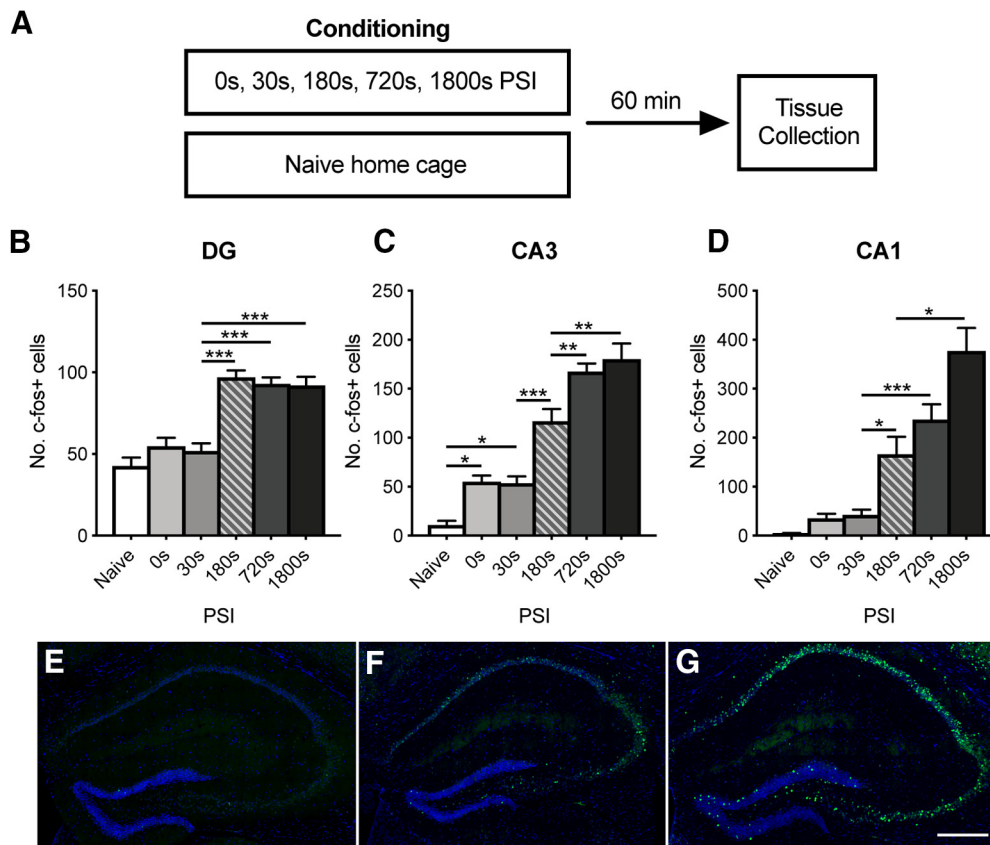 A
Conditioning
0s, 30s, 180s, 720s, 1800s PSI
Naive home cage
60 min
Tissue
Collection
B
DG
No. c-fos+ cells
150
100
50
0
***
***
***
Naive
0s
30s
180s
720s
1800s
PSI
C
CA3
No. c-fos+ cells
250
200
150
100
50
0
**
**
***
*
*
Naive
0s
30s
180s
720s
1800s
PSI
D
CA1
No. c-fos+ cells
500
400
300
200
100
0
*
***
*
Naive
0s
30s
180s
720s
1800s
PSI
E
F
G